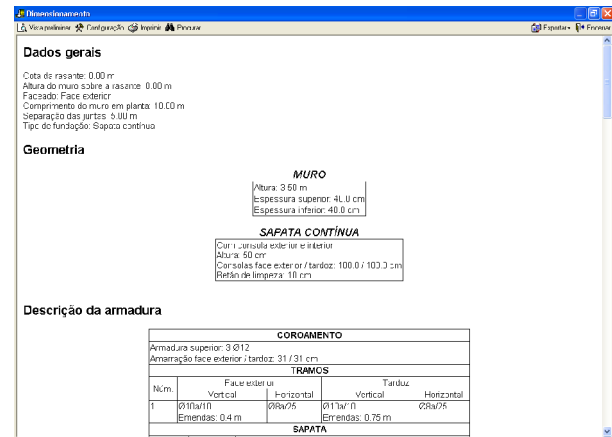 Dimensionamento
Vista preliminar Configuração Imprimir Procurar Exportar Encerrar
Dados gerais
Cota da rasante: 0.00 m
Altura do muro sobre a rasante: 0.00 m
Faceado: Face exterior
Comprimento do muro em planta: 10.00 m
Separação das juntas: 5.00 m
Tipo de fundação: Sapata contínua
Geometria
MURO
Altura: 3.50 m
Espessura superior: 40.0 cm
Espessura inferior: 40.0 cm
SAPATA CONTÍNUA
Com consola exterior e interior
Altura: 50 cm
Consolas face exterior / tardoz: 100.0 / 100.0 cm
Betão de limpeza: 10 cm
Descrição da armadura
COROAMENTO
Armadura superior: 3 Ø12
Amarração face exterior / tardoz: 31 / 31 cm
TRAMOS
Núm. Face exterior Tardoz
Vertical Horizontal Vertical Horizontal
1 Ø10a/10 Ø8a/25 Ø8a/25
Emendas: 0.4 m Emendas: 0.75 m
SAPATA